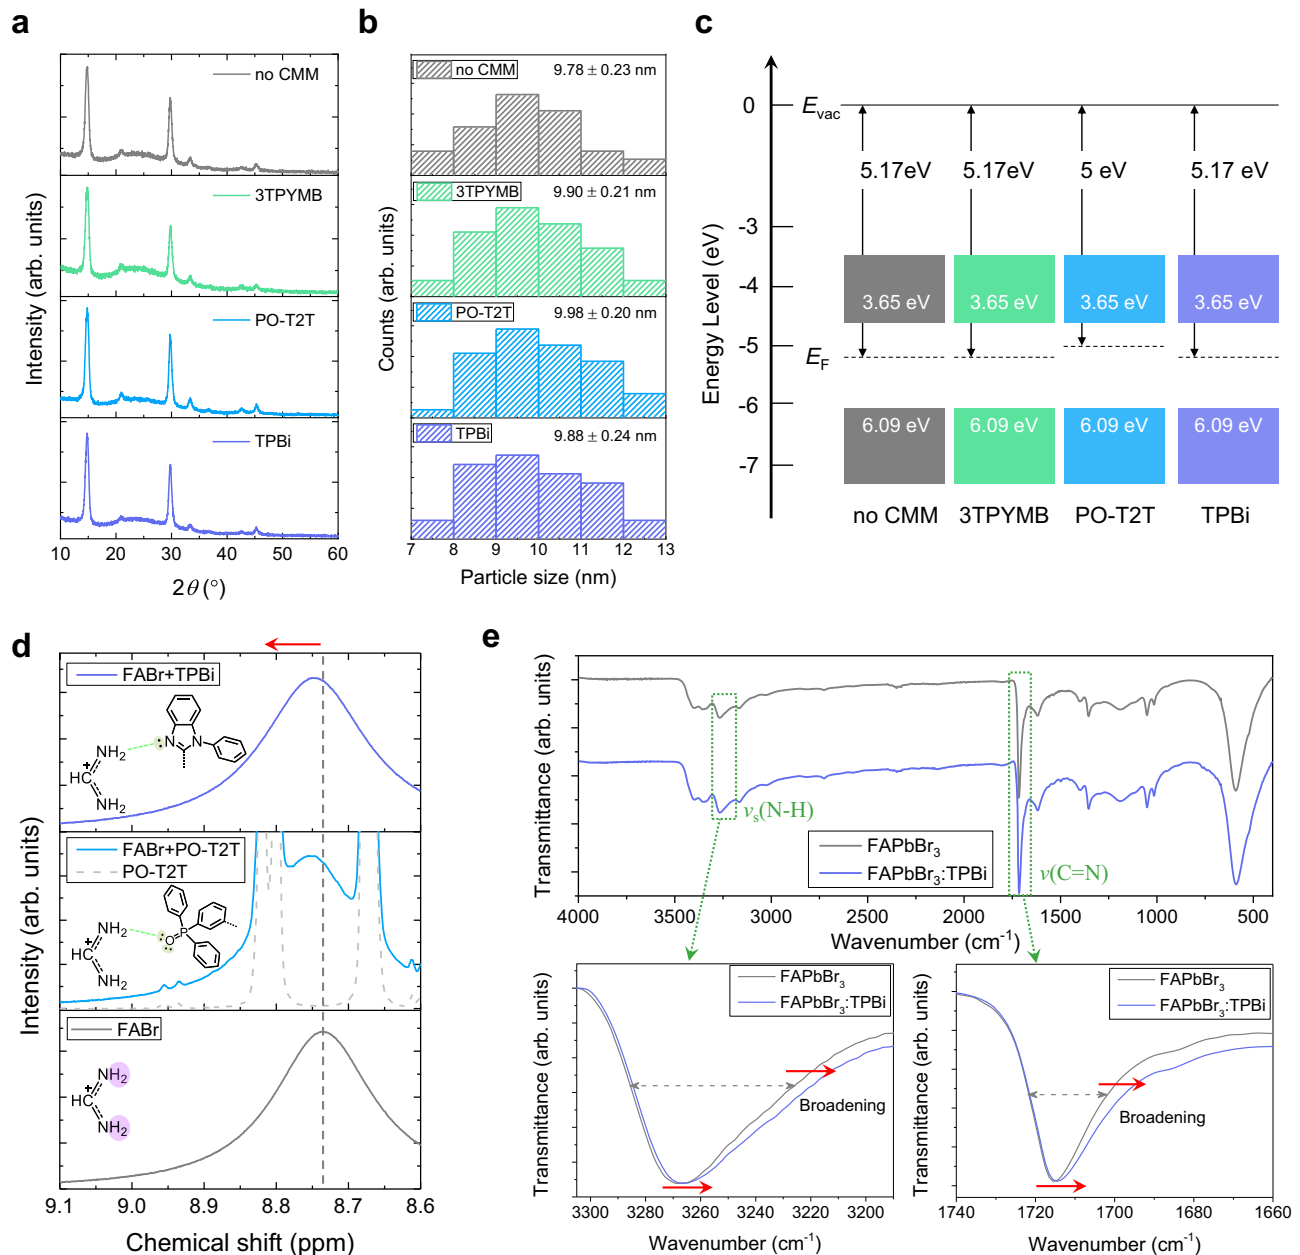 a
no CMM
3TPYMB
PO-T2T
TPBi
Intensity (arb. units)
10 20 30 40 50 60
2θ (°)
b
no CMM 9.78 ± 0.23 nm
3TPYMB 9.90 ± 0.21 nm
PO-T2T 9.98 ± 0.20 nm
TPBi 9.88 ± 0.24 nm
Counts (arb. units)
7 8 9 10 11 12 13
Particle size (nm)
c
0
-3
-4
-5
-6
-7
Energy Level (eV)
Evac
EF
5.17eV 5.17eV 5 eV 5.17 eV
3.65 eV 3.65 eV 3.65 eV 3.65 eV
6.09 eV 6.09 eV 6.09 eV 6.09 eV
no CMM 3TPYMB PO-T2T TPBi
d
FABr+TPBi
NH2
HC
+
NH2
N
N
FABr+PO-T2T
PO-T2T
NH2
HC
+
NH2
O
P
FABr
NH2
HC
+
NH2
Intensity (arb. units)
9.1 9.0 8.9 8.8 8.7 8.6
Chemical shift (ppm)
e
Transmittance (arb. units)
νs(N-H)
ν(C=N)
FAPbBr3
FAPbBr3:TPBi
4000 3500 3000 2500 2000 1500 1000 500
Wavenumber (cm-1)
Transmittance (arb. units)
FAPbBr3
FAPbBr3:TPBi
Broadening
3300 3280 3260 3240 3220 3200
Wavenumber (cm-1)
Transmittance (arb. units)
FAPbBr3
FAPbBr3:TPBi
Broadening
1740 1720 1700 1680 1660
Wavenumber (cm-1)